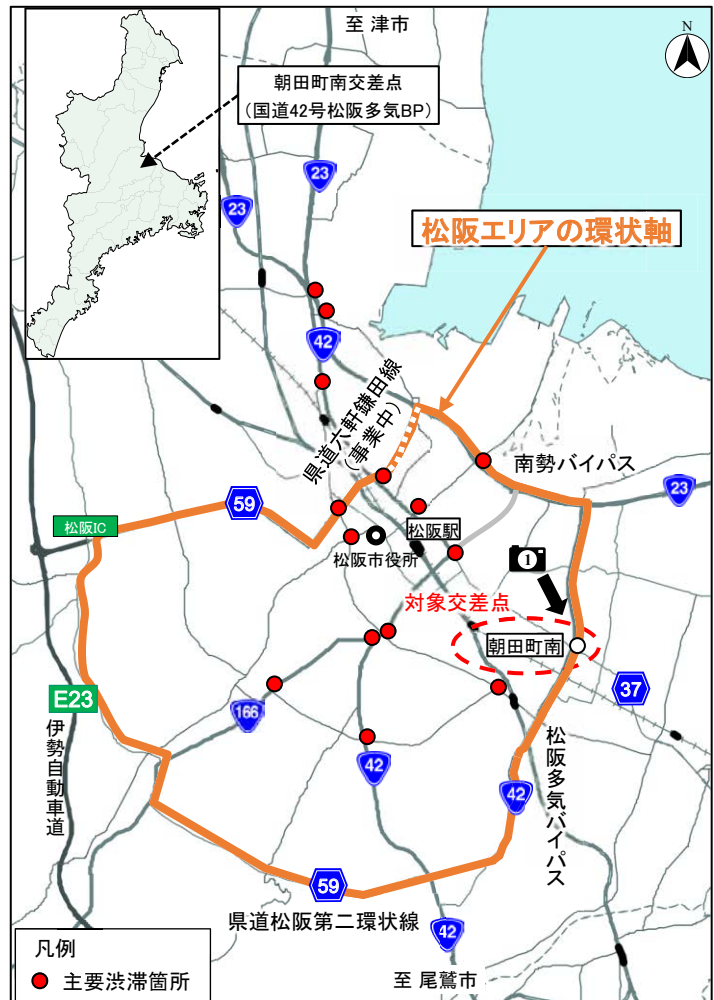 至 津市
N
朝田町南交差点
(国道42号松阪多気BP)
23
23
松阪エリアの環状軸
42
県道六軒鎌田線
(事業中)
南勢バイパス
23
59
松阪IC
松阪駅
松阪市役所
1
対象交差点
朝田町南
37
E23
伊勢自動車道
166
42
松阪多気バイパス
42
59
県道松阪第二環状線
42
至 尾鷲市
凡例
主要渋滞箇所